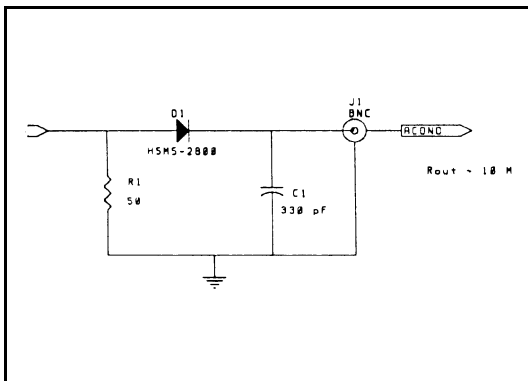 J1
BNC
D1
HSMS-2800
ACOND
Rout ~ 10 M
R1
50
C1
330 pF